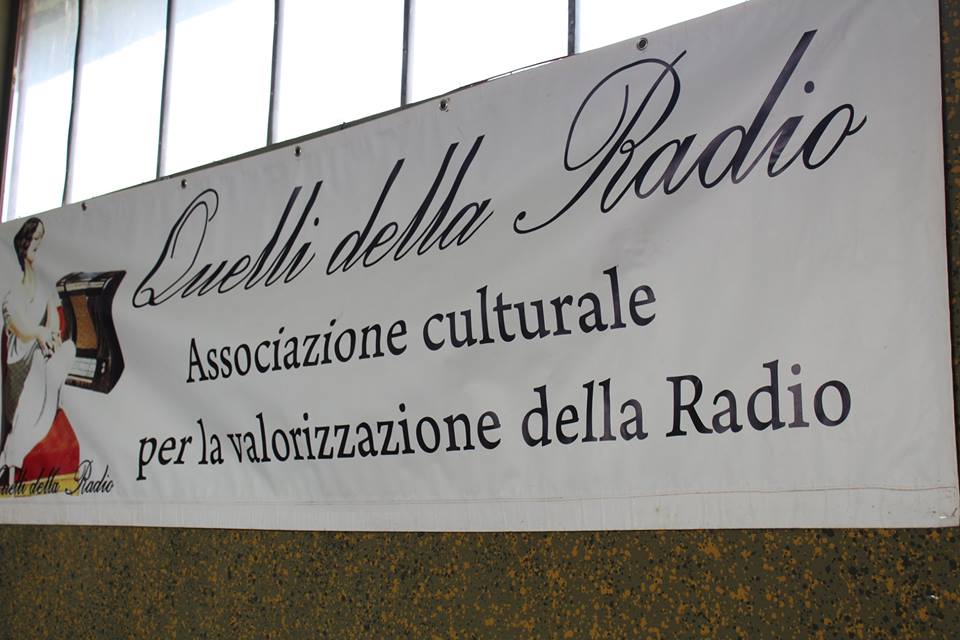 Quelli della Radio
Associazione culturale
per la valorizzazione della Radio
Quelli della Radio